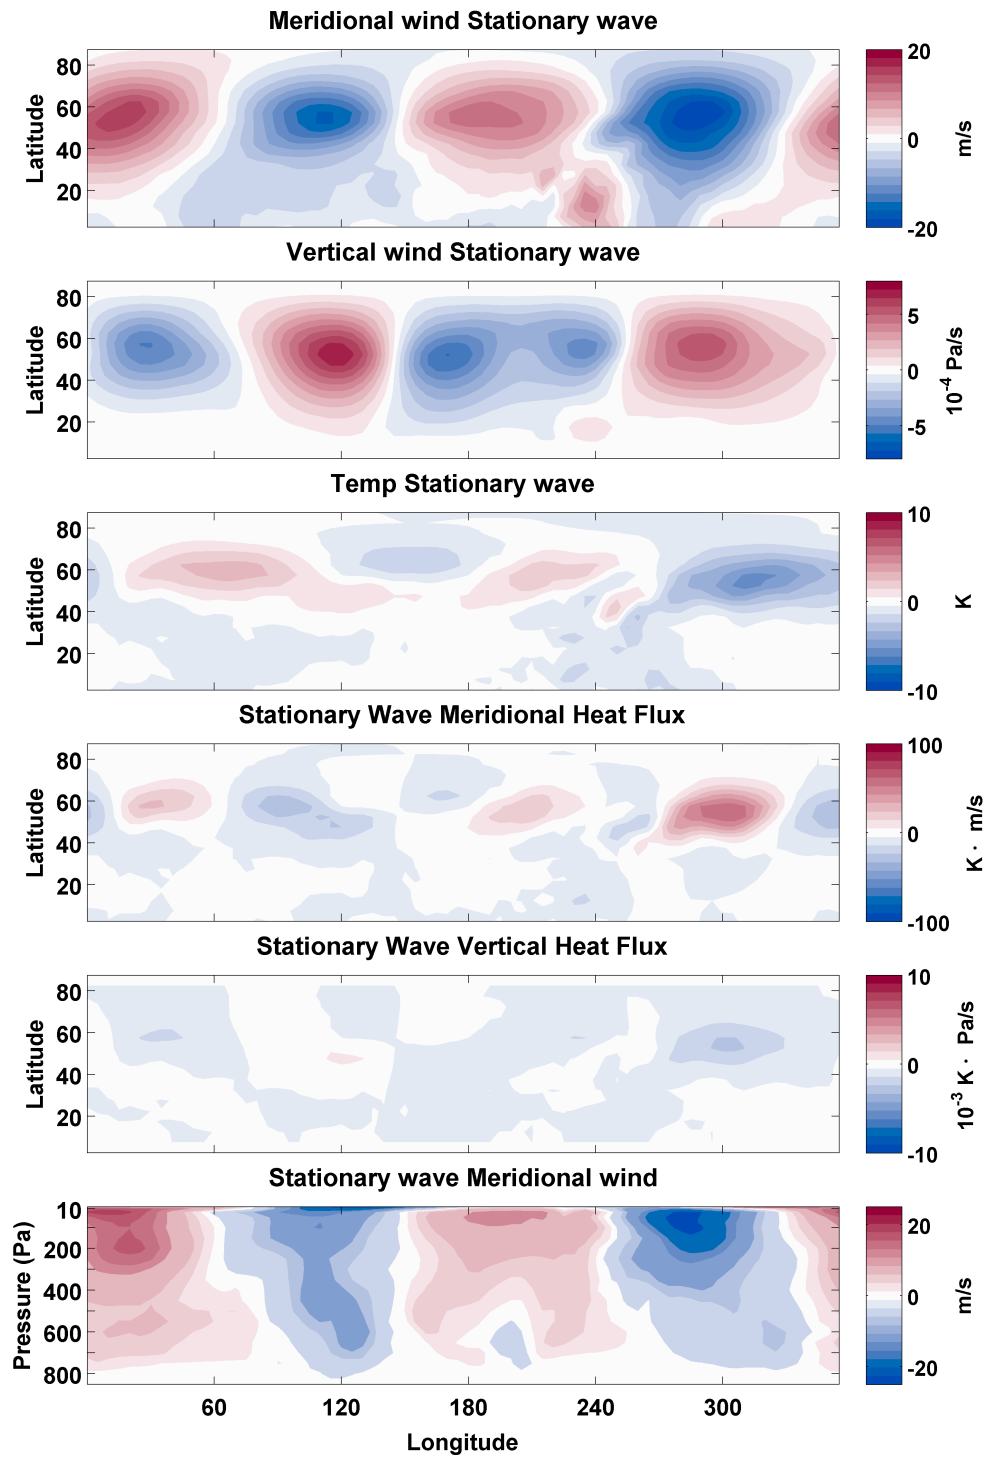 Meridional wind Stationary wave
Latitude
80
60
40
20
20
0
-20
m/s
Vertical wind Stationary wave
Latitude
80
60
40
20
5
0
-5
10-4 Pa/s
Temp Stationary wave
Latitude
80
60
40
20
10
0
-10
K
Stationary Wave Meridional Heat Flux
Latitude
80
60
40
20
100
0
-100
K · m/s
Stationary Wave Vertical Heat Flux
Latitude
80
60
40
20
10
0
-10
10-3 K · Pa/s
Stationary wave Meridional wind
Pressure (Pa)
10
200
400
600
800
20
0
-20
m/s
60 120 180 240 300
Longitude